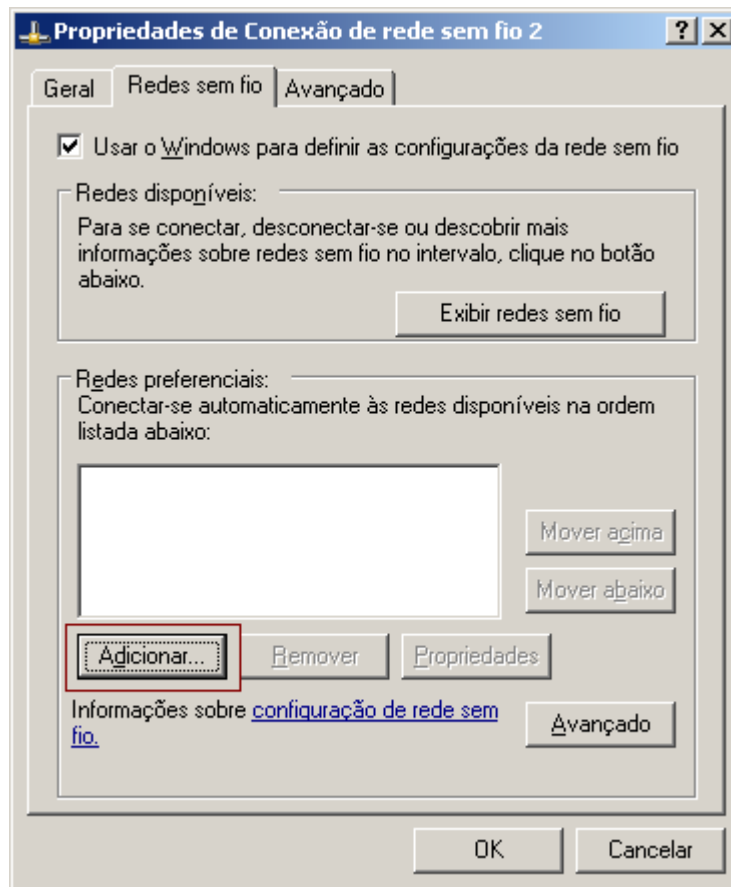 Propriedades de Conexão de rede sem fio 2
Geral
Redes sem fio
Avançado
Usar o Windows para definir as configurações da rede sem fio
Redes disponíveis:
Para se conectar, desconectar-se ou descobrir mais
informações sobre redes sem fio no intervalo, clique no botão
abaixo.
Exibir redes sem fio
Redes preferenciais:
Conectar-se automaticamente às redes disponíveis na ordem
listada abaixo:
Mover acima
Mover abaixo
Adicionar...
Remover
Propriedades
Informações sobre configuração de rede sem
fio.
Avançado
OK
Cancelar